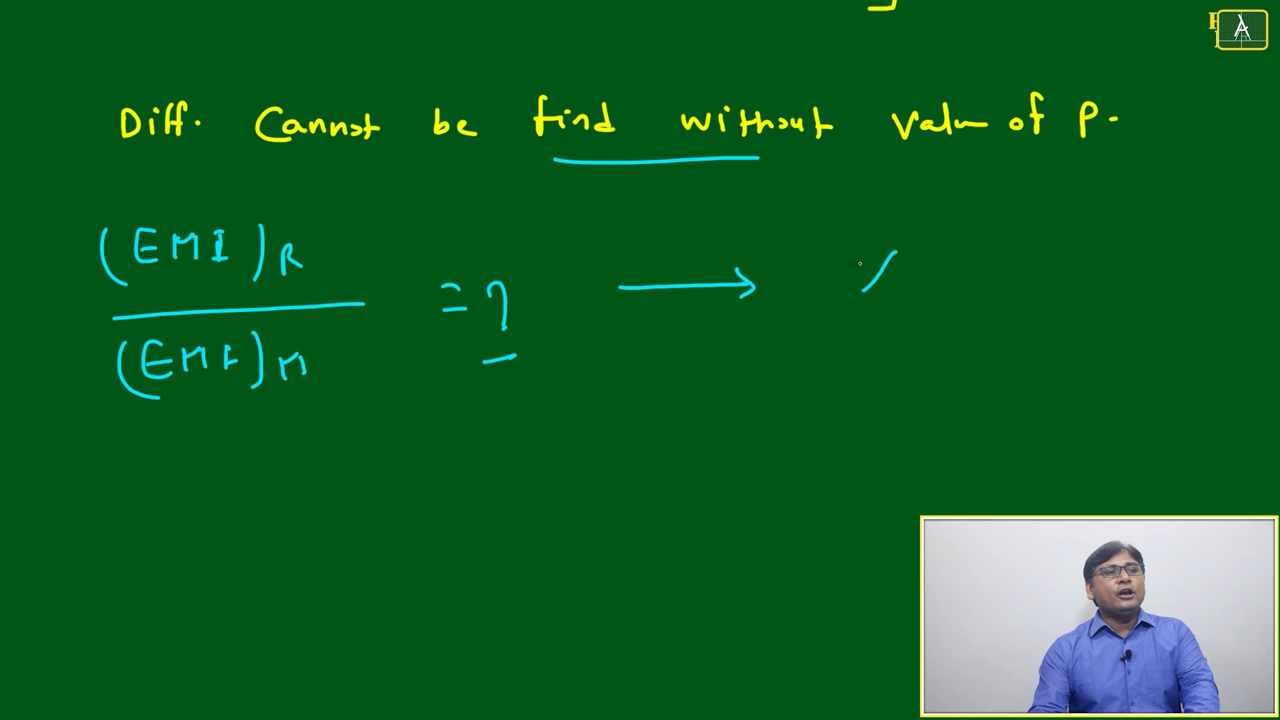 Diff. Cannot be find without value of P.
(EMI)R
= ?
(EMI)M